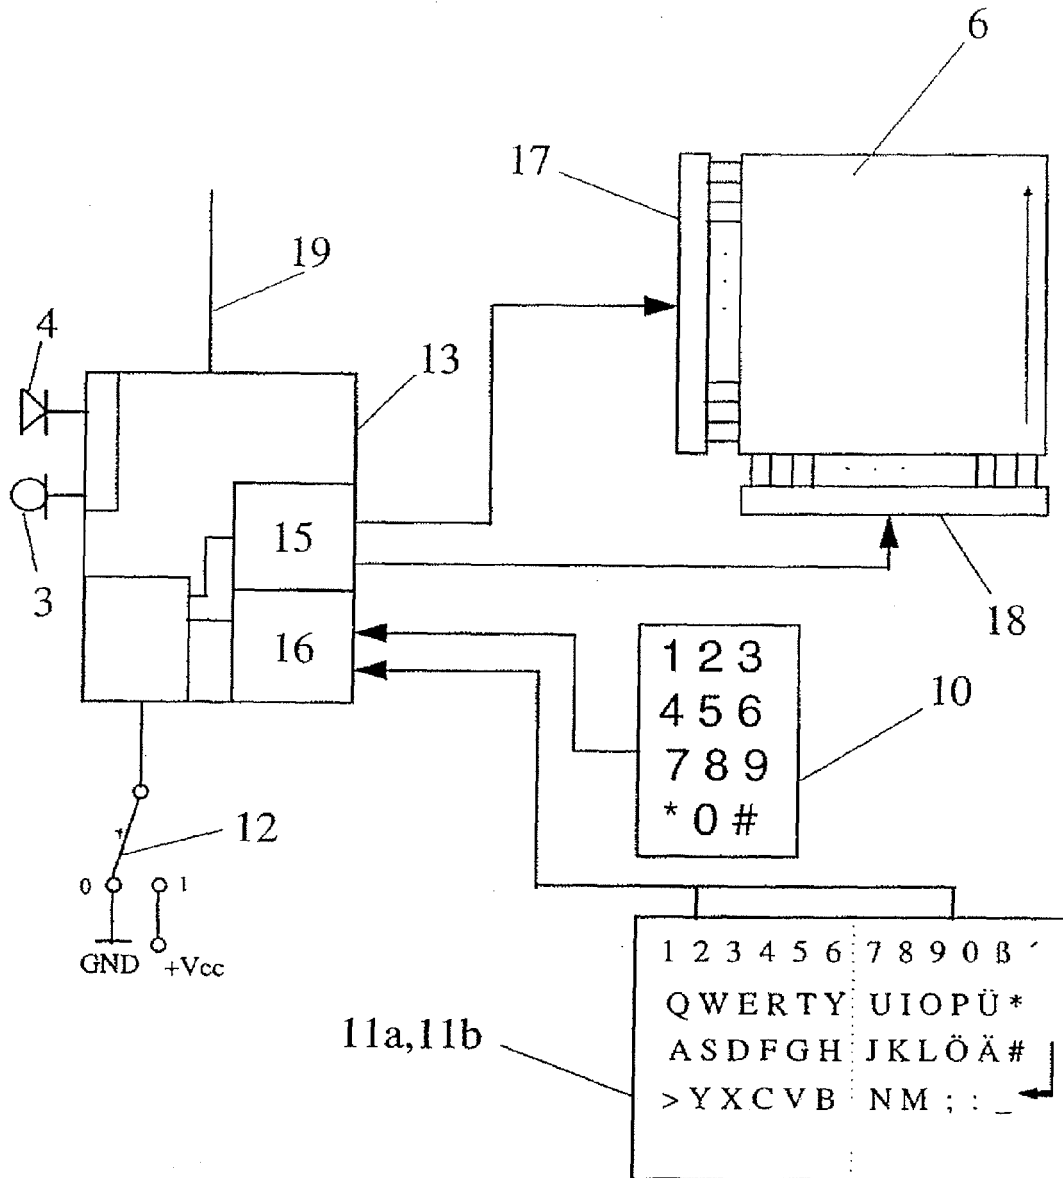 6
17
19
4
13
15
3
18
16
1 2 3
4 5 6
7 8 9
* 0 #
10
12
0
1
GND
+Vcc
1 2 3 4 5 6 7 8 9 0 ß ´
Q W E R T Y U I O P Ü *
A S D F G H J K L Ö Ä #
> Y X C V B N M ; : _
11a,11b